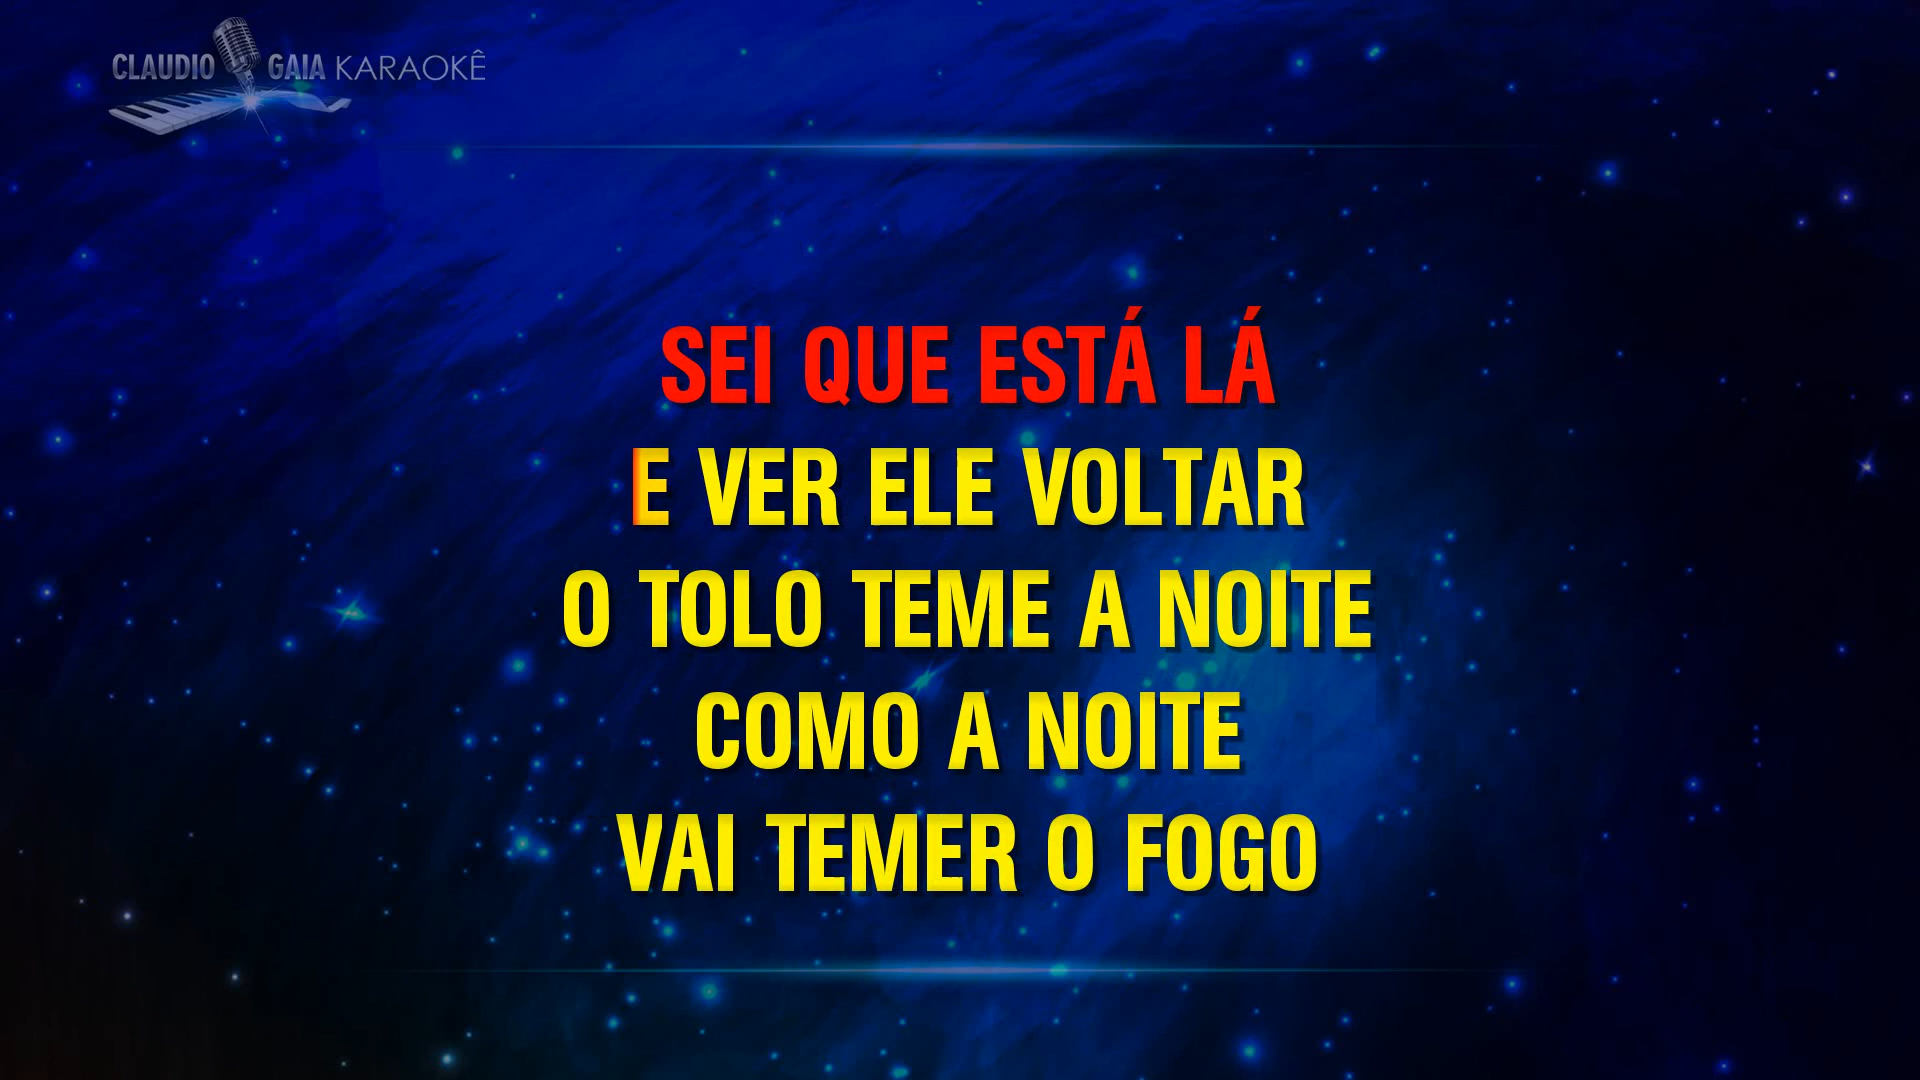 CLAUDIO GAIA KARAOKÊ
SEI QUE ESTÁ LÁ
E VER ELE VOLTAR
O TOLO TEME A NOITE
COMO A NOITE
VAI TEMER O FOGO